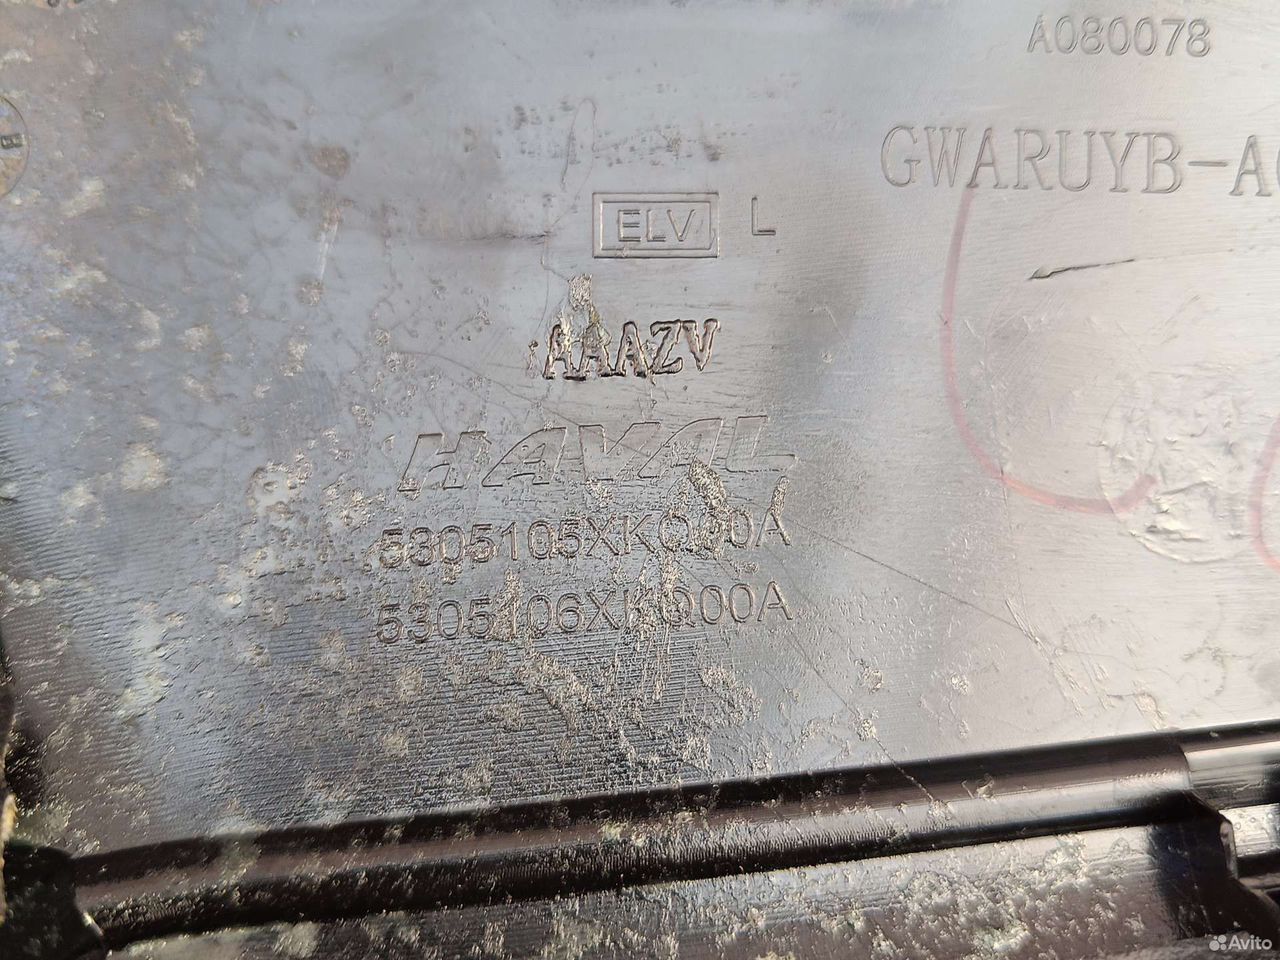 A080078
GWARUYB-A
ELV L
AAAZV
HAVAL
5305105XKQ00A
5305106XKQ00A
Avito